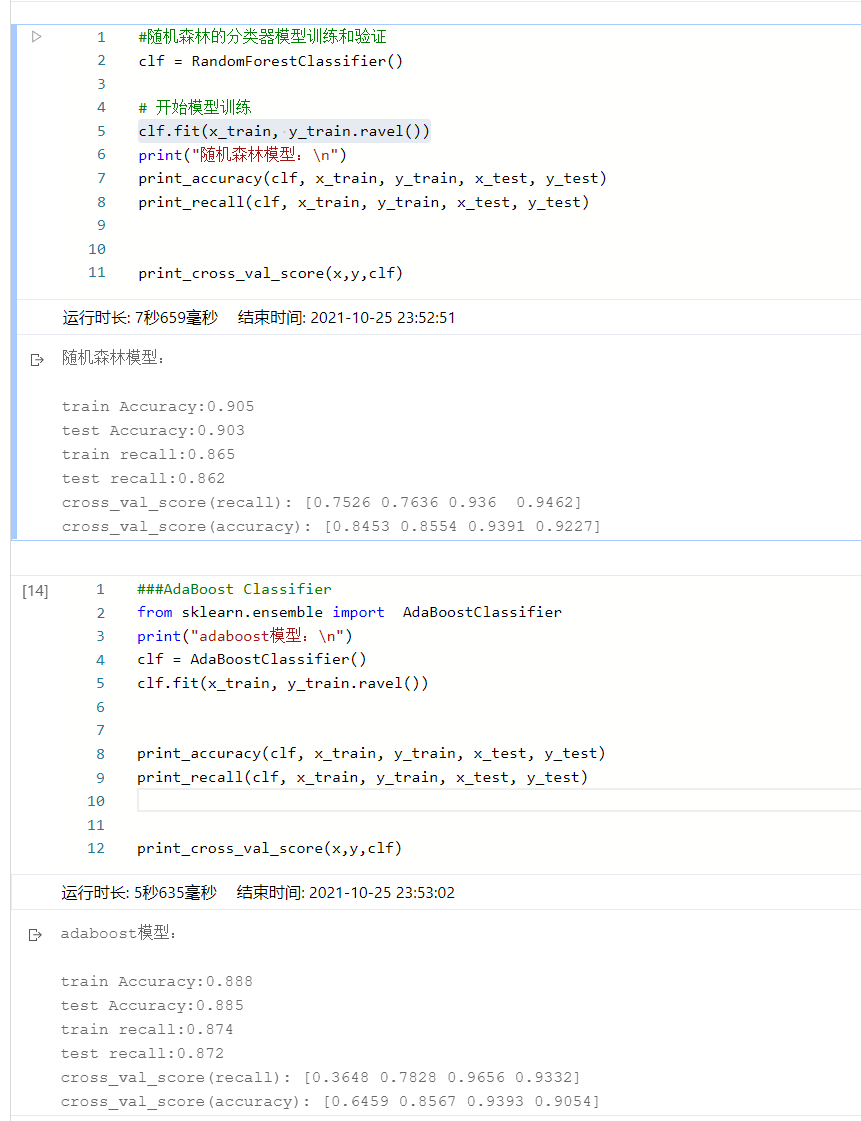 1 #随机森林的分类器模型训练和验证
2 clf = RandomForestClassifier()
3
4 # 开始模型训练
5 clf.fit(x_train, y_train.ravel())
6 print("随机森林模型：\n")
7 print_accuracy(clf, x_train, y_train, x_test, y_test)
8 print_recall(clf, x_train, y_train, x_test, y_test)
9
10
11 print_cross_val_score(x,y,clf)
运行时长: 7秒659毫秒 结束时间: 2021-10-25 23:52:51
随机森林模型：
train Accuracy:0.905
test Accuracy:0.903
train recall:0.865
test recall:0.862
cross_val_score(recall): [0.7526 0.7636 0.936  0.9462]
cross_val_score(accuracy): [0.8453 0.8554 0.9391 0.9227]
[14] 1 ###AdaBoost Classifier
2 from sklearn.ensemble import  AdaBoostClassifier
3 print("adaboost模型：\n")
4 clf = AdaBoostClassifier()
5 clf.fit(x_train, y_train.ravel())
6
7
8 print_accuracy(clf, x_train, y_train, x_test, y_test)
9 print_recall(clf, x_train, y_train, x_test, y_test)
10
11
12 print_cross_val_score(x,y,clf)
运行时长: 5秒635毫秒 结束时间: 2021-10-25 23:53:02
adaboost模型：
train Accuracy:0.888
test Accuracy:0.885
train recall:0.874
test recall:0.872
cross_val_score(recall): [0.3648 0.7828 0.9656 0.9332]
cross_val_score(accuracy): [0.6459 0.8567 0.9393 0.9054]